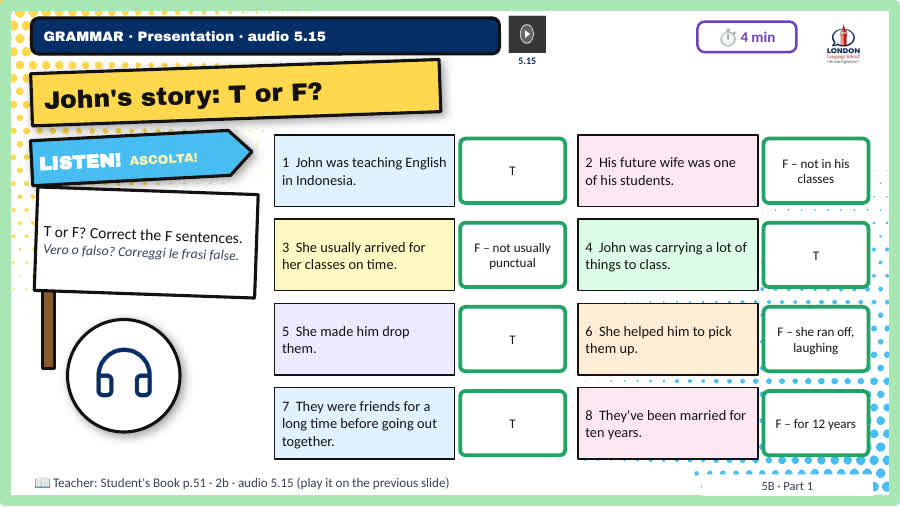 GRAMMAR · Presentation · audio 5.15
5.15
⏱️ 4 min
LONDON
Language School
John's story: T or F?
LISTEN! ASCOLTA!
T or F? Correct the F sentences.
Vero o falso? Correggi le frasi false.
1 John was teaching English
in Indonesia.
T
2 His future wife was one
of his students.
F – not in his
classes
3 She usually arrived for
her classes on time.
F – not usually
punctual
4 John was carrying a lot of
things to class.
T
5 She made him drop
them.
T
6 She helped him to pick
them up.
F – she ran off,
laughing
7 They were friends for a
long time before going out
together.
T
8 They've been married for
ten years.
F – for 12 years
📖 Teacher: Student's Book p.51 · 2b · audio 5.15 (play it on the previous slide)
5B · Part 1